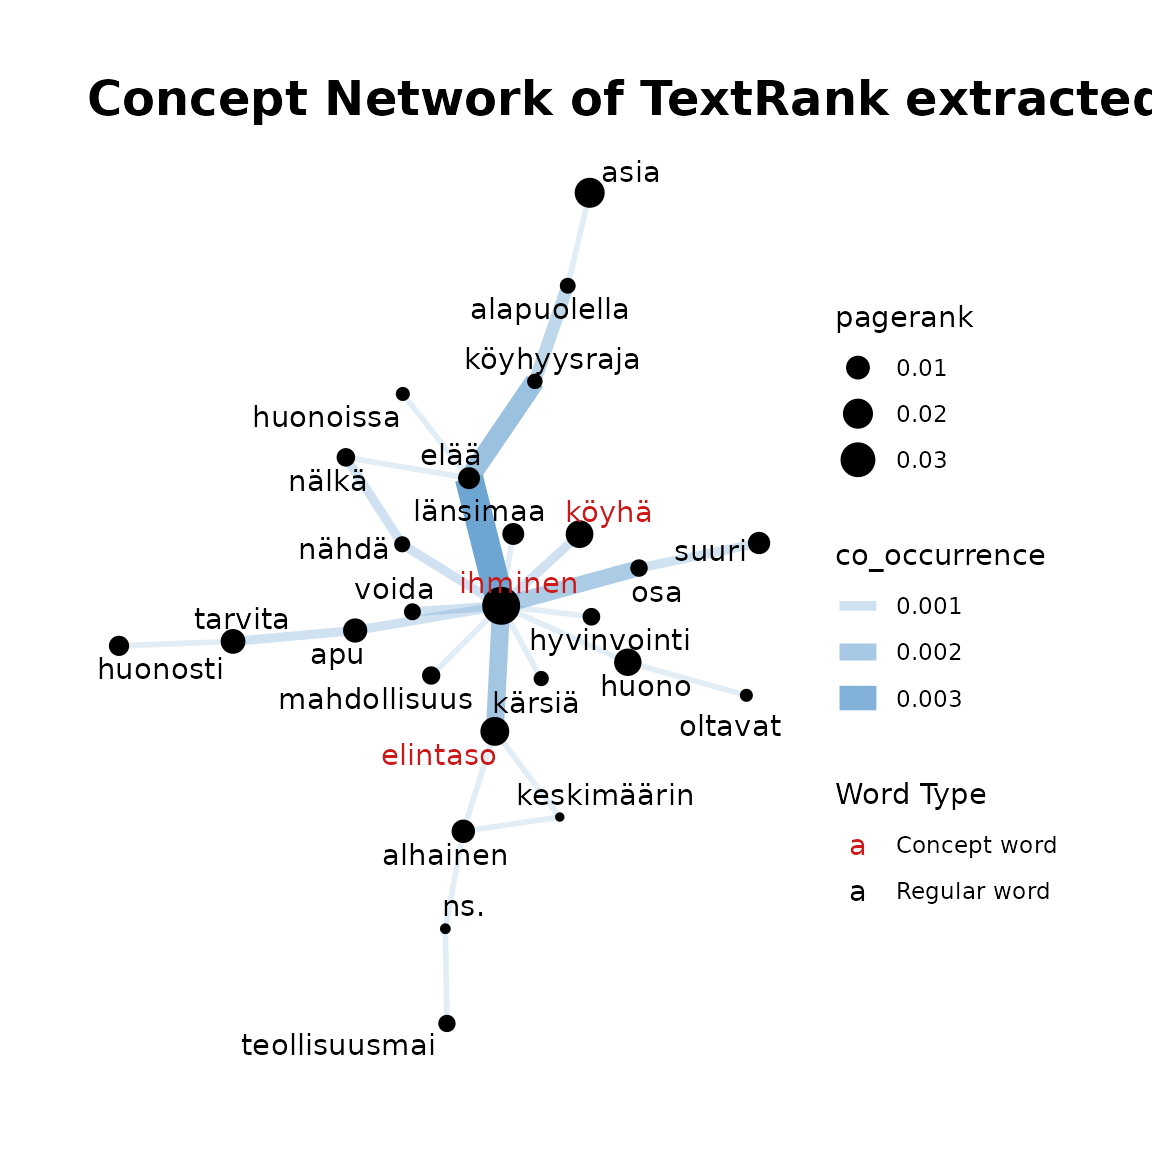 Concept Network of TextRank extracted
asia
alapuolella
köyhyysraja
huonoissa
elää
nälkä
länsimaa
köyhä
nähdä
suuri
ihminen
voida
osa
tarvita
hyvinvointi
apu
huonosti
huono
mahdollisuus
kärsiä
oltavat
elintaso
keskimäärin
alhainen
ns.
teollisuusmai
pagerank
0.01
0.02
0.03
co_occurrence
0.001
0.002
0.003
Word Type
a Concept word
a Regular word